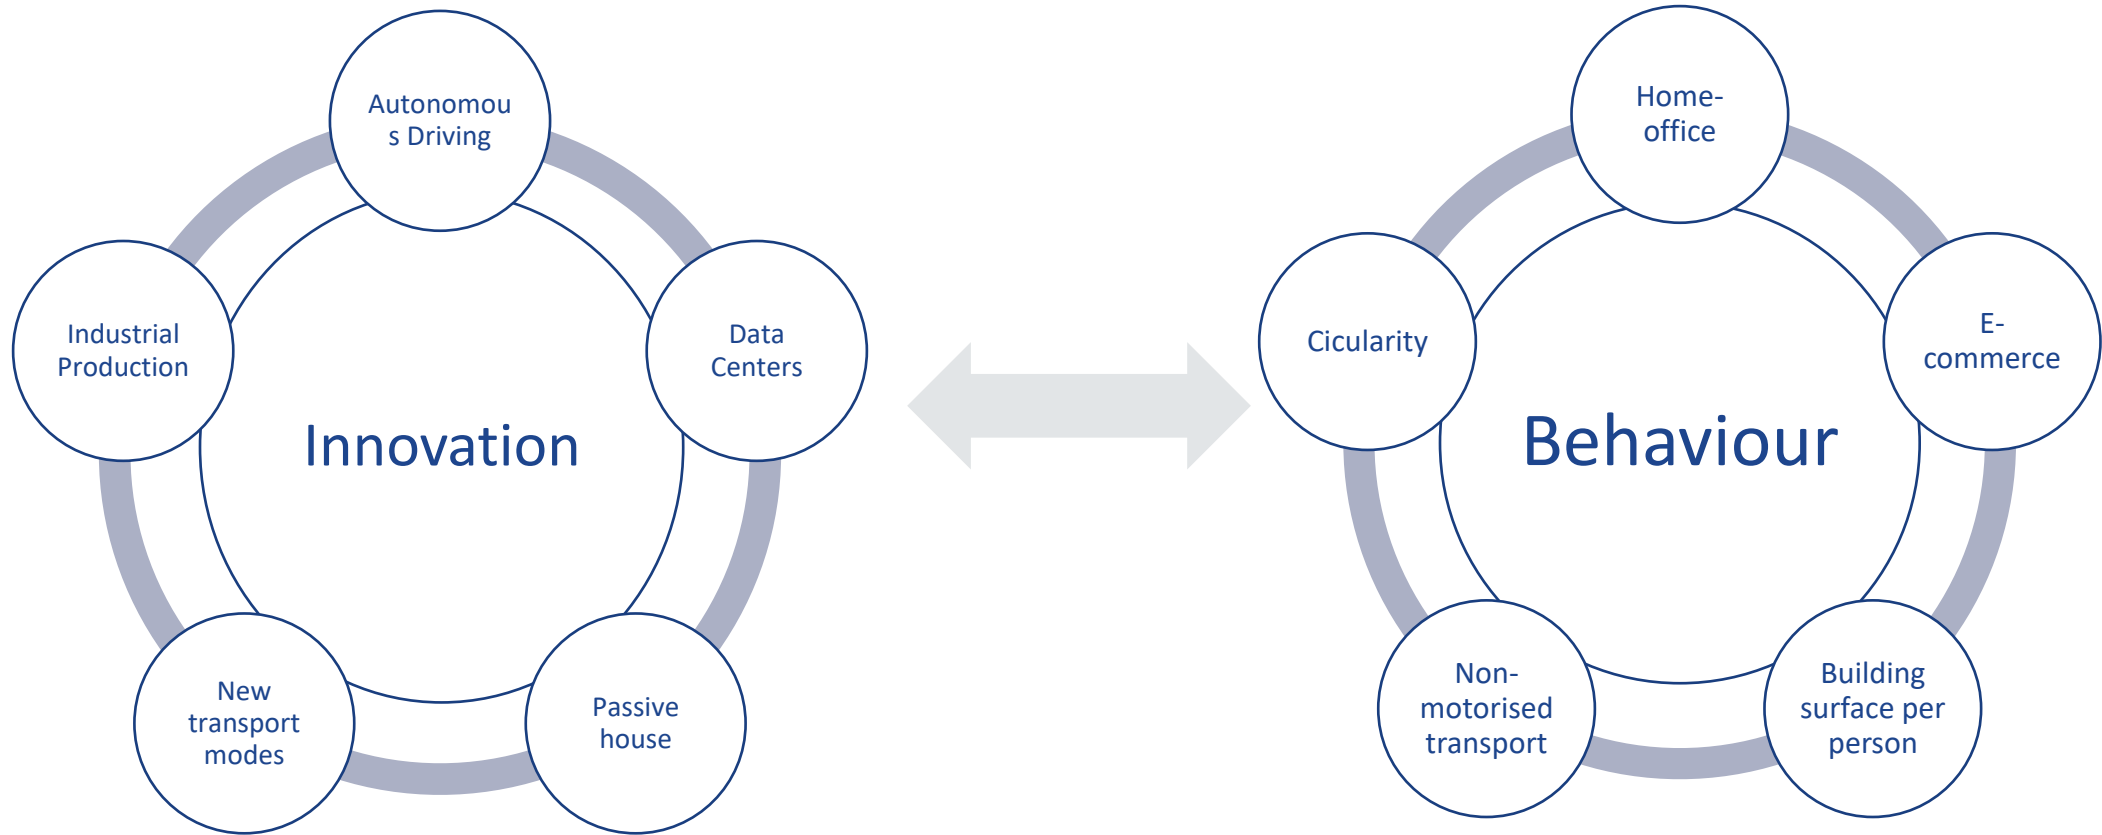 Autonomou
s Driving
Industrial
Production
Data
Centers
Innovation
New
transport
modes
Passive
house
Home-
office
Cicularity
E-
commerce
Behaviour
Non-
motorised
transport
Building
surface per
person